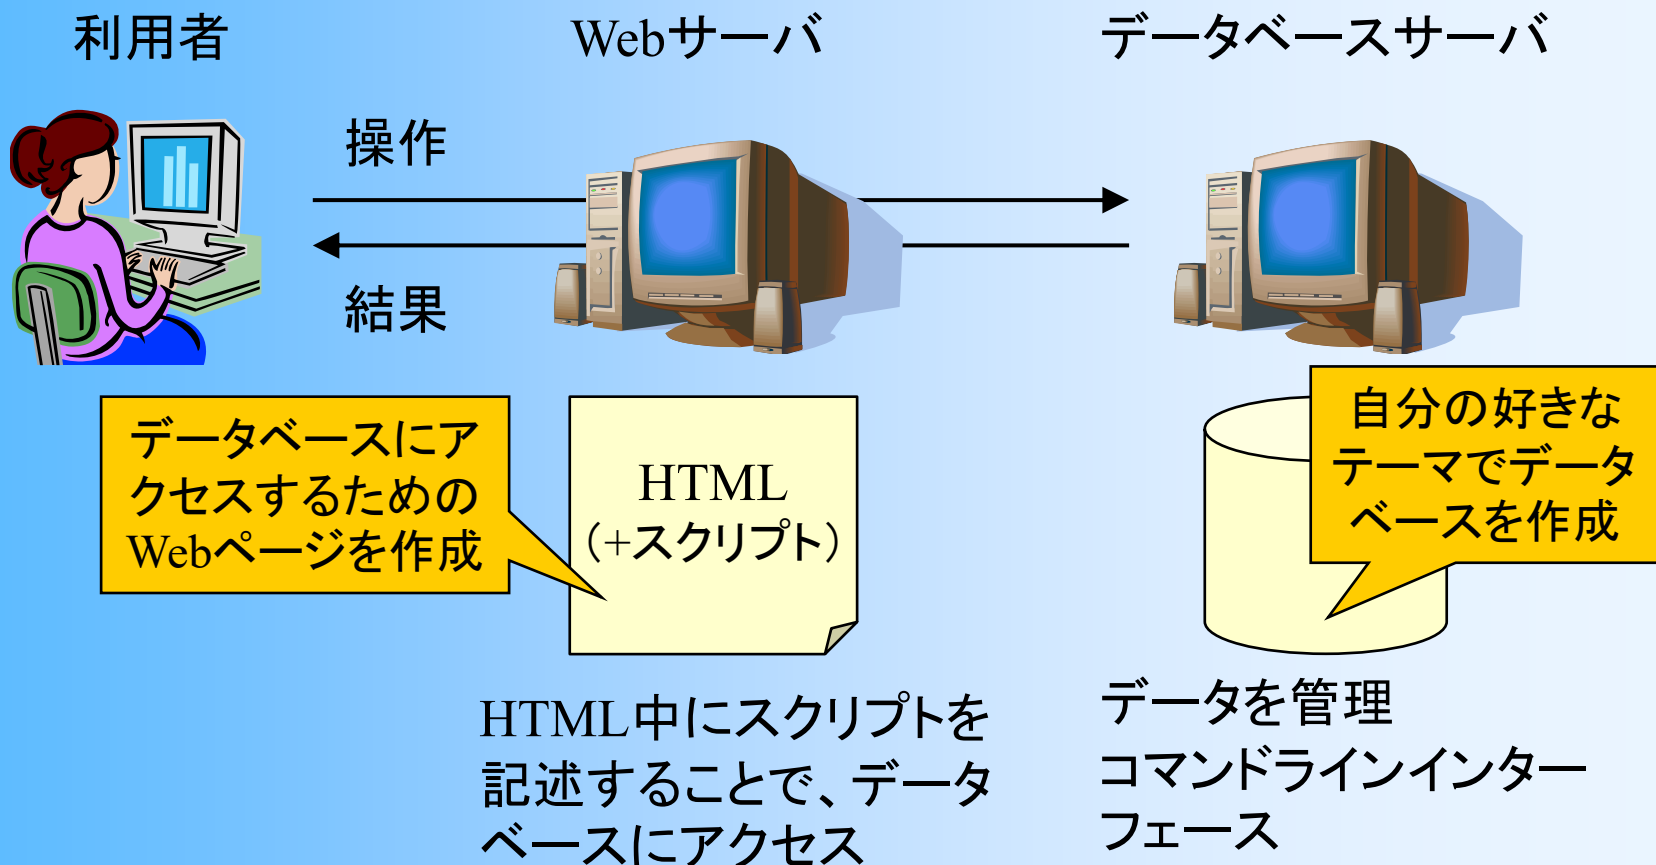 利用者
Webサーバ
データベースサーバ
操作
結果
データベースにア
クセスするための
Webページを作成
HTML
（+スクリプト）
自分の好きな
テーマでデータ
ベースを作成
HTML中にスクリプトを
記述することで、データ
ベースにアクセス
データを管理
コマンドラインインター
フェース